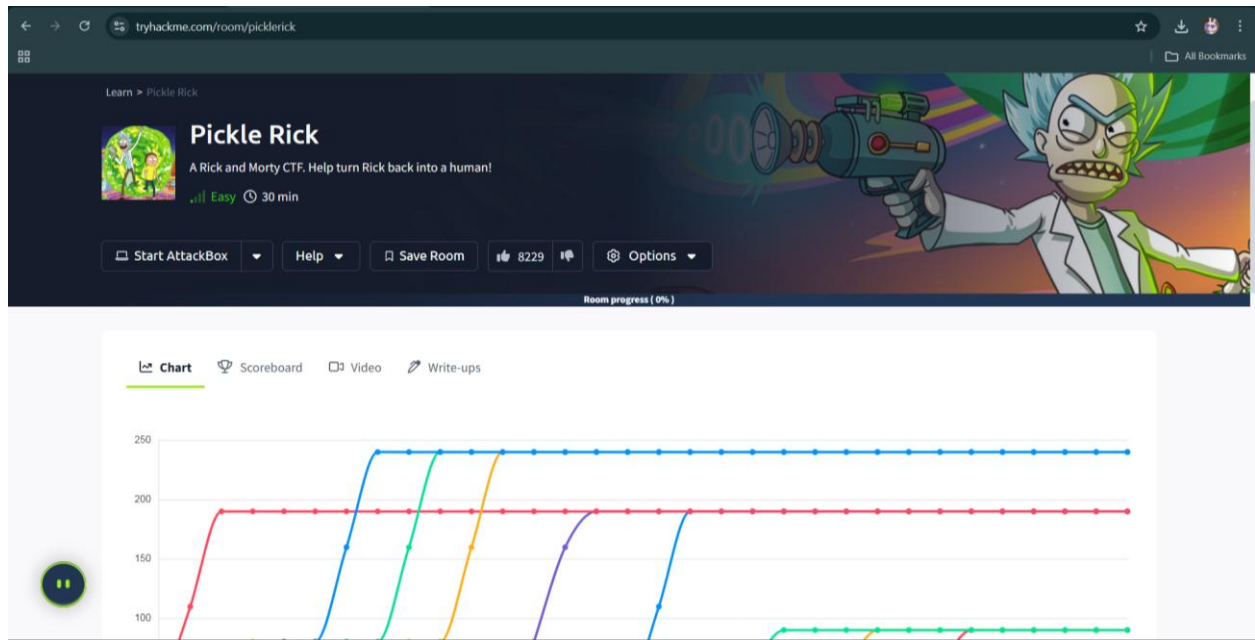 tryhackme.com/room/picklerick
All Bookmarks
Learn > Pickle Rick
Pickle Rick
A Rick and Morty CTF. Help turn Rick back into a human!
Easy 30 min
Start AttackBox Help Save Room 8229 Options
Room progress ( 0% )
Chart Scoreboard Video Write-ups
250
200
150
100